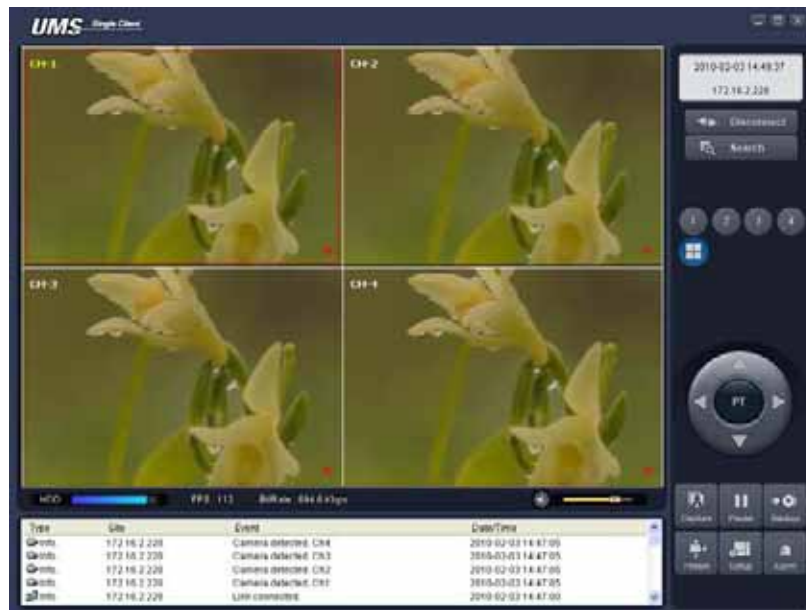 UMS Single Client
CH-1
CH-2
2010-02-03 14:49:37
172.16.2.220
Disconnect
Search
1 2 3 4
CH-3
CH-4
PT
HDD
FPS
BitRate
Pause
Setup
Alarm
Type Site Event Date/Time
Info. 172.16.2.220 Camera detected, CH4 2010-02-03 14:47:05
Info. 172.16.2.220 Camera detected, CH3 2010-02-03 14:47:05
Info. 172.16.2.220 Camera detected, CH2 2010-02-03 14:47:05
Info. 172.16.2.220 Camera detected, CH1 2010-02-03 14:47:05
Info. 172.16.2.220 Link connected. 2010-02-03 14:47:00